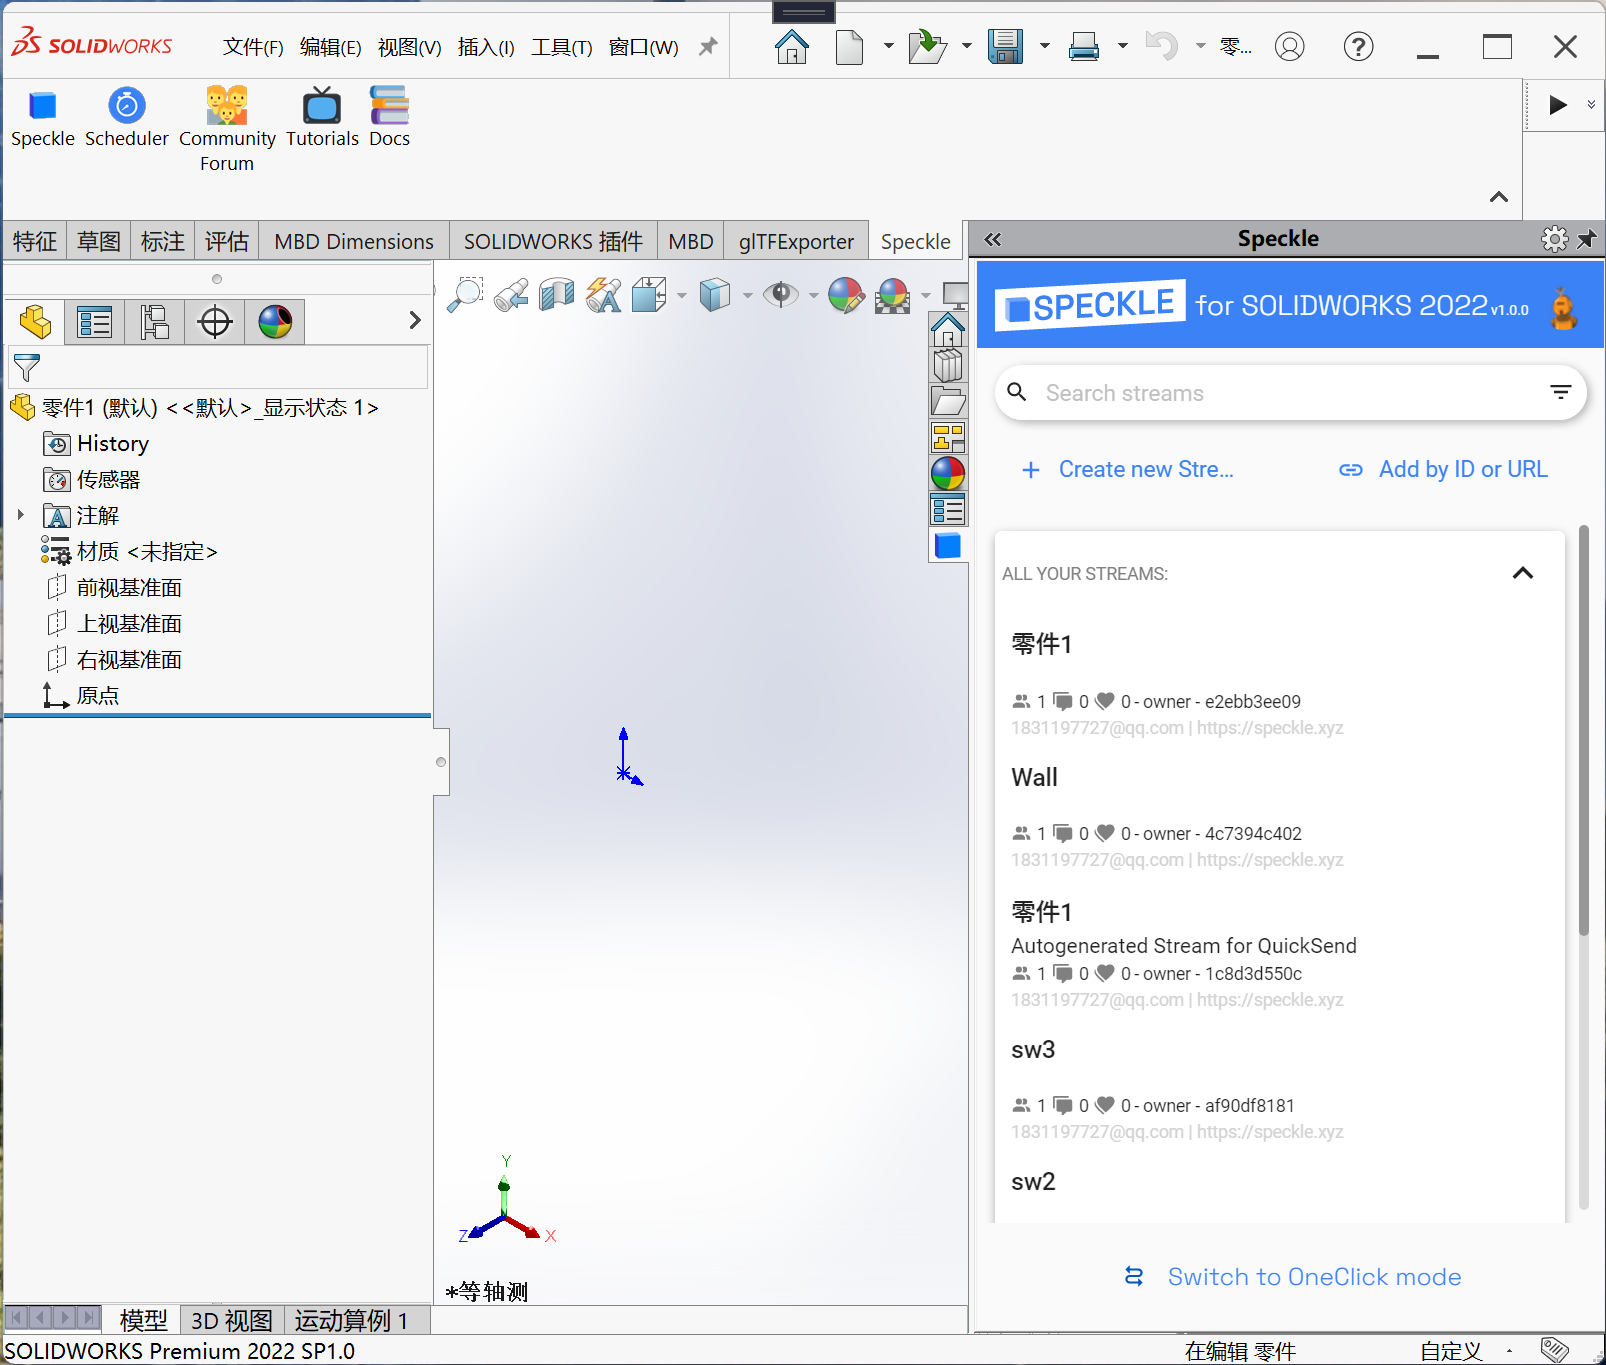 SOLIDWORKS
文件(F) 编辑(E) 视图(V) 插入(I) 工具(T) 窗口(W)
零...
?
Speckle Scheduler Community Forum Tutorials Docs
特征 草图 标注 评估 MBD Dimensions SOLIDWORKS 插件 MBD glTFExporter Speckle
零件1 (默认) <<默认>_显示状态 1>
History
传感器
注解
材质 <未指定>
前视基准面
上视基准面
右视基准面
原点
Y
Z
X
*等轴测
模型 3D 视图 运动算例 1
Speckle
SPECKLE for SOLIDWORKS 2022 v1.0.0
Search streams
Create new Stre... Add by ID or URL
ALL YOUR STREAMS:
零件1
1 0 0 - owner - e2ebb3ee09
1831197727@qq.com | https://speckle.xyz
Wall
1 0 0 - owner - 4c7394c402
1831197727@qq.com | https://speckle.xyz
零件1
Autogenerated Stream for QuickSend
1 0 0 - owner - 1c8d3d550c
1831197727@qq.com | https://speckle.xyz
sw3
1 0 0 - owner - af90df8181
1831197727@qq.com | https://speckle.xyz
sw2
Switch to OneClick mode
SOLIDWORKS Premium 2022 SP1.0
在编辑 零件
自定义